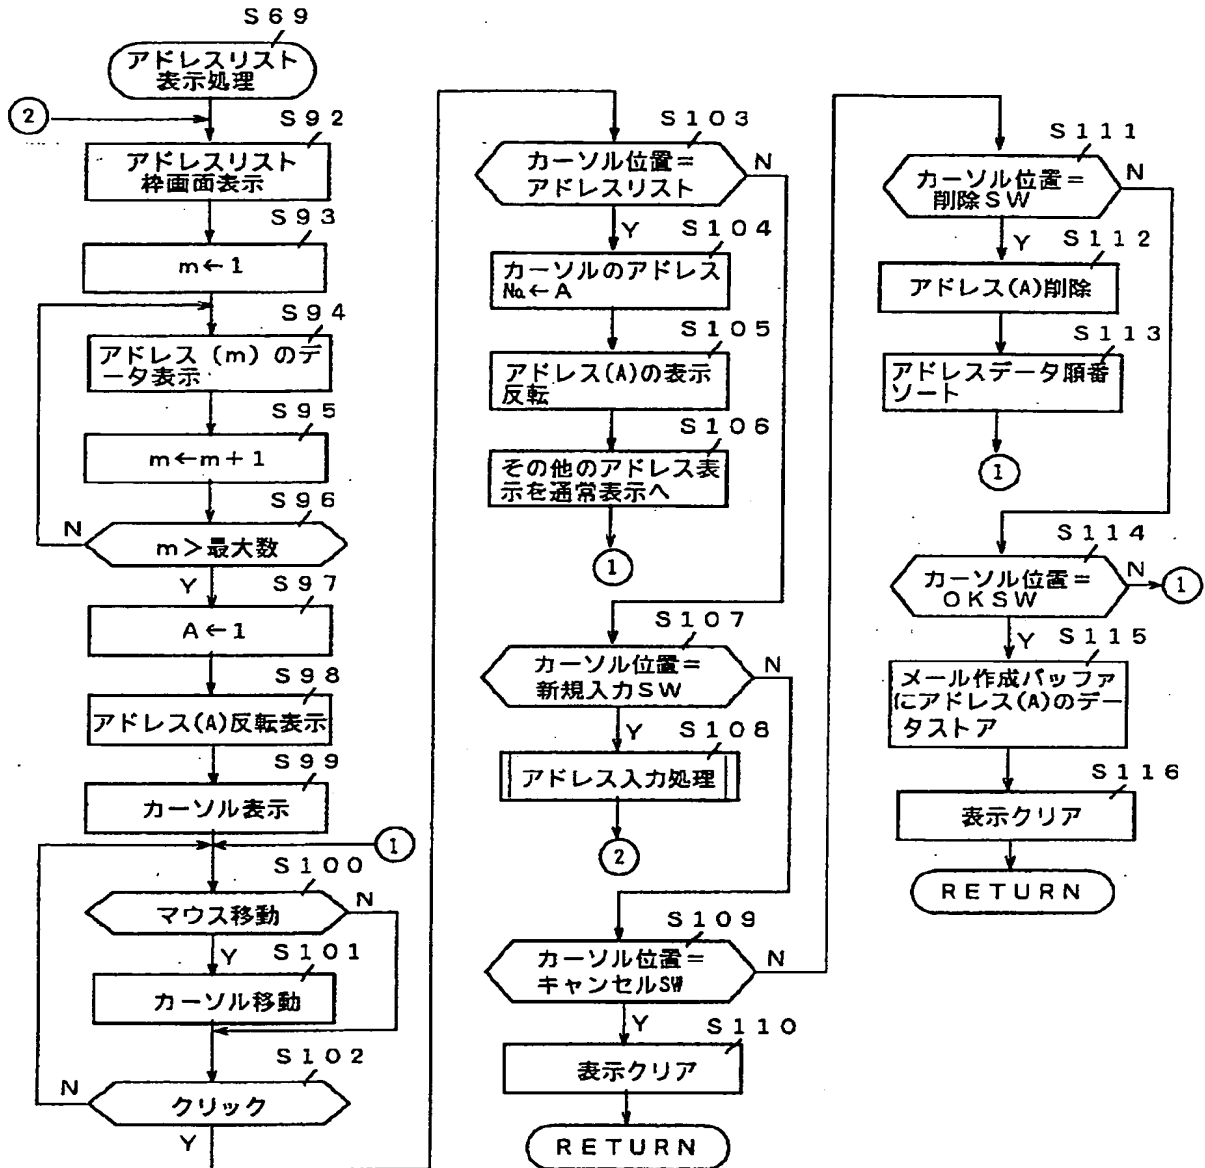 S69
アドレスリスト
表示処理
2
S92
アドレスリスト
枠画面表示
S93
m←1
S94
アドレス(m)のデ
ータ表示
S95
m←m+1
S96
N
m>最大数
Y
S97
A←1
S98
アドレス(A)反転表示
S99
カーソル表示
1
S100
マウス移動
N
Y
S101
カーソル移動
S102
N
クリック
Y
S103
カーソル位置=
アドレスリスト
N
Y
S104
カーソルのアドレス
No.←A
S105
アドレス(A)の表示
反転
S106
その他のアドレス表
示を通常表示へ
1
S107
カーソル位置=
新規入力SW
N
Y
S108
アドレス入力処理
2
S109
カーソル位置=
キャンセルSW
N
Y
S110
表示クリア
RETURN
S111
カーソル位置=
削除SW
N
Y
S112
アドレス(A)削除
S113
アドレスデータ順番
ソート
1
S114
カーソル位置=
OKSW
N
1
Y
S115
メール作成バッファ
にアドレス(A)のデー
タストア
S116
表示クリア
RETURN